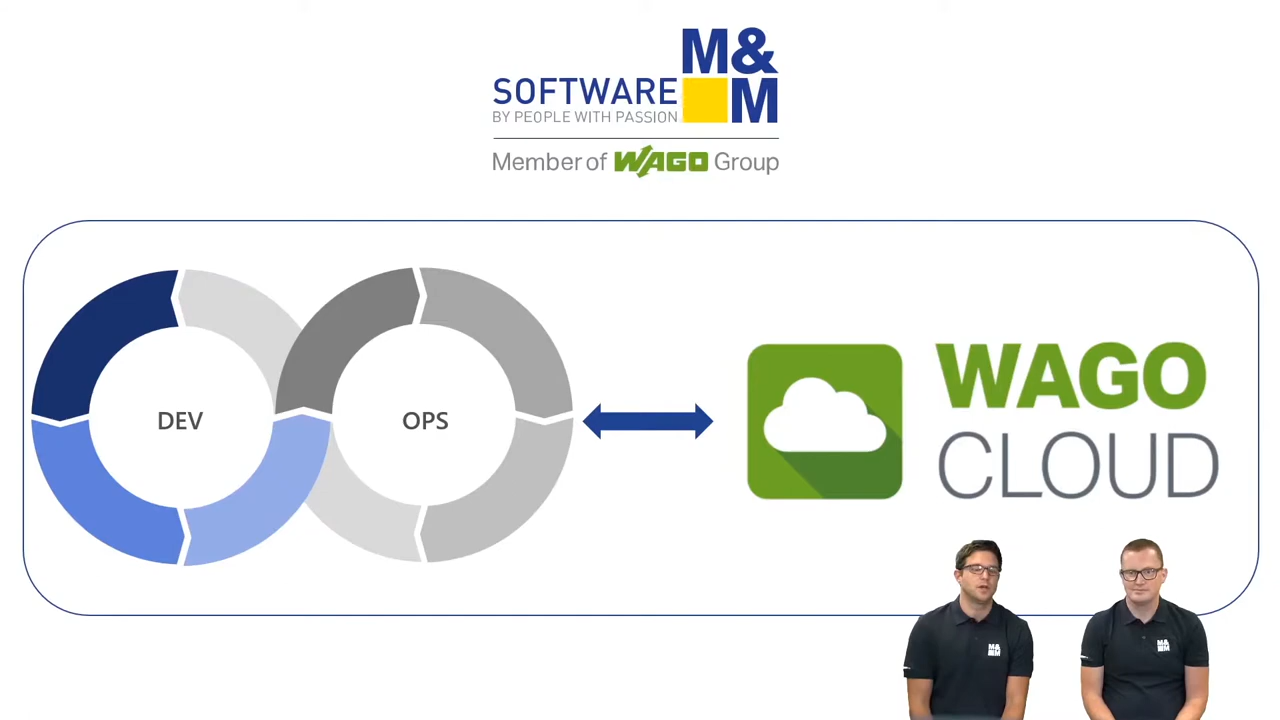 M&
SOFTWARE M
BY PEOPLE WITH PASSION
Member of WAGO Group
DEV
OPS
WAGO
CLOUD
M&
M
M&
M